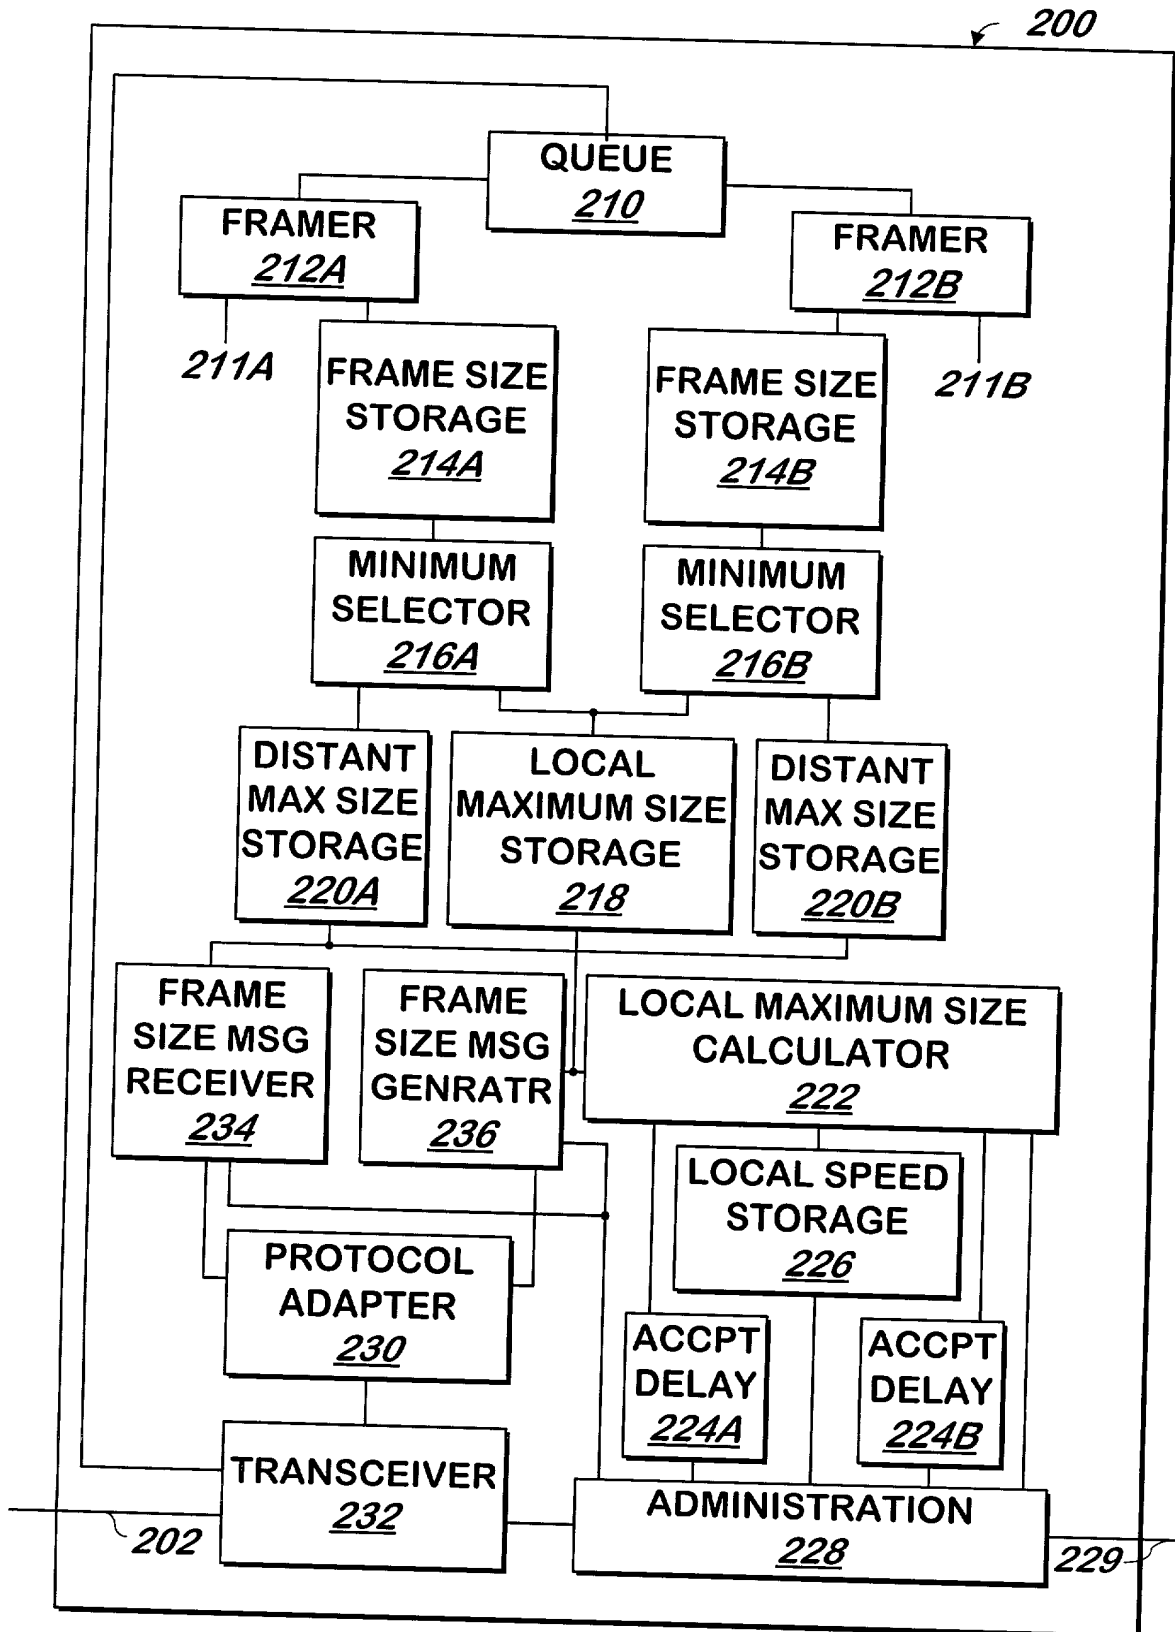 200
QUEUE
210
FRAMER
212A
FRAMER
212B
211A
211B
FRAME SIZE
STORAGE
214A
FRAME SIZE
STORAGE
214B
MINIMUM
SELECTOR
216A
MINIMUM
SELECTOR
216B
DISTANT
MAX SIZE
STORAGE
220A
LOCAL
MAXIMUM SIZE
STORAGE
218
DISTANT
MAX SIZE
STORAGE
220B
FRAME
SIZE MSG
RECEIVER
234
FRAME
SIZE MSG
GENRATR
236
LOCAL MAXIMUM SIZE
CALCULATOR
222
LOCAL SPEED
STORAGE
226
PROTOCOL
ADAPTER
230
ACCPT
DELAY
224A
ACCPT
DELAY
224B
TRANSCEIVER
232
ADMINISTRATION
228
202
229